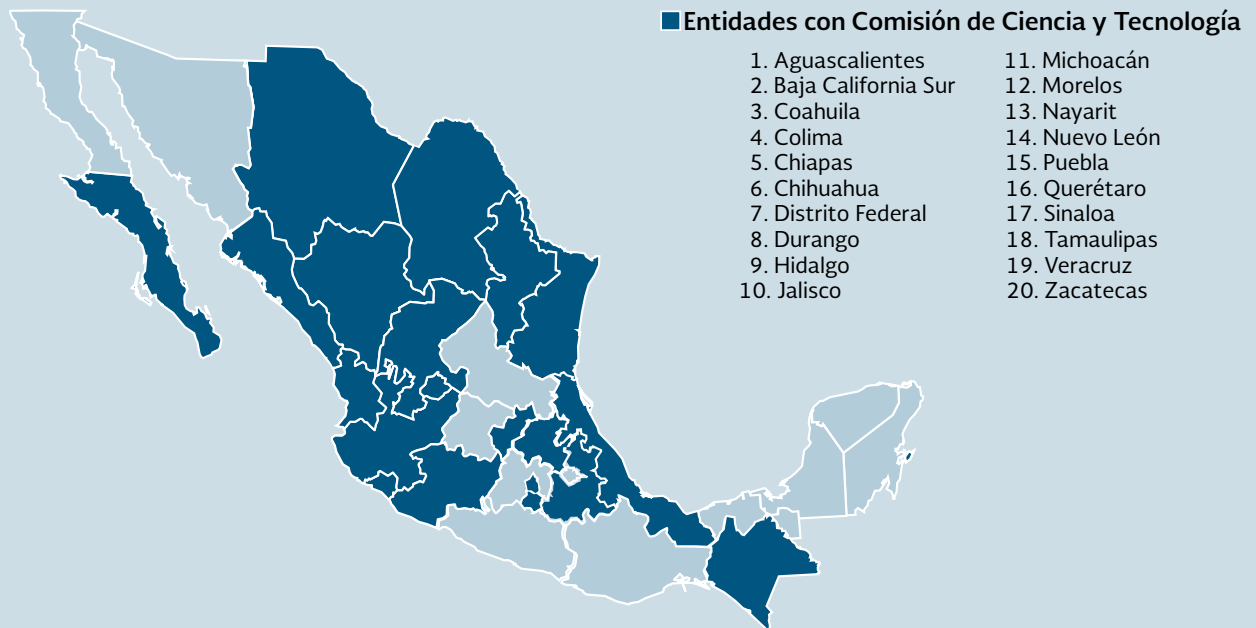 Entidades con Comisión de Ciencia y Tecnología
1. Aguascalientes
2. Baja California Sur
3. Coahuila
4. Colima
5. Chiapas
6. Chihuahua
7. Distrito Federal
8. Durango
9. Hidalgo
10. Jalisco
11. Michoacán
12. Morelos
13. Nayarit
14. Nuevo León
15. Puebla
16. Querétaro
17. Sinaloa
18. Tamaulipas
19. Veracruz
20. Zacatecas